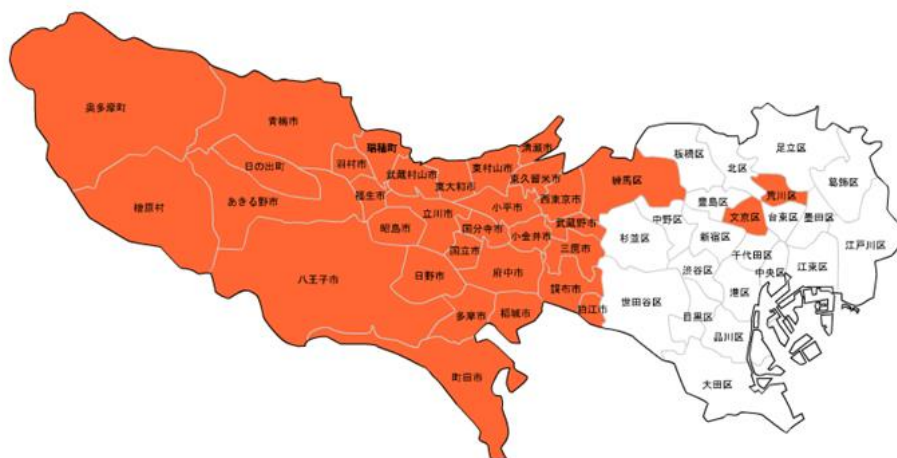 奥多摩町
青梅市
瑞穂町
清瀬市
日の出町
羽村市
武蔵村山市
東村山市
東久留米市
練馬区
板橋区
北区
足立区
檜原村
あきる野市
福生市
東大和市
小平市
西東京市
豊島区
荒川区
葛飾区
昭島市
立川市
国分寺市
小金井市
武蔵野市
中野区
文京区
台東区
墨田区
八王子市
日野市
国立市
府中市
三鷹市
杉並区
新宿区
千代田区
江戸川区
調布市
渋谷区
中央区
江東区
多摩市
稲城市
狛江市
世田谷区
港区
目黒区
品川区
町田市
大田区